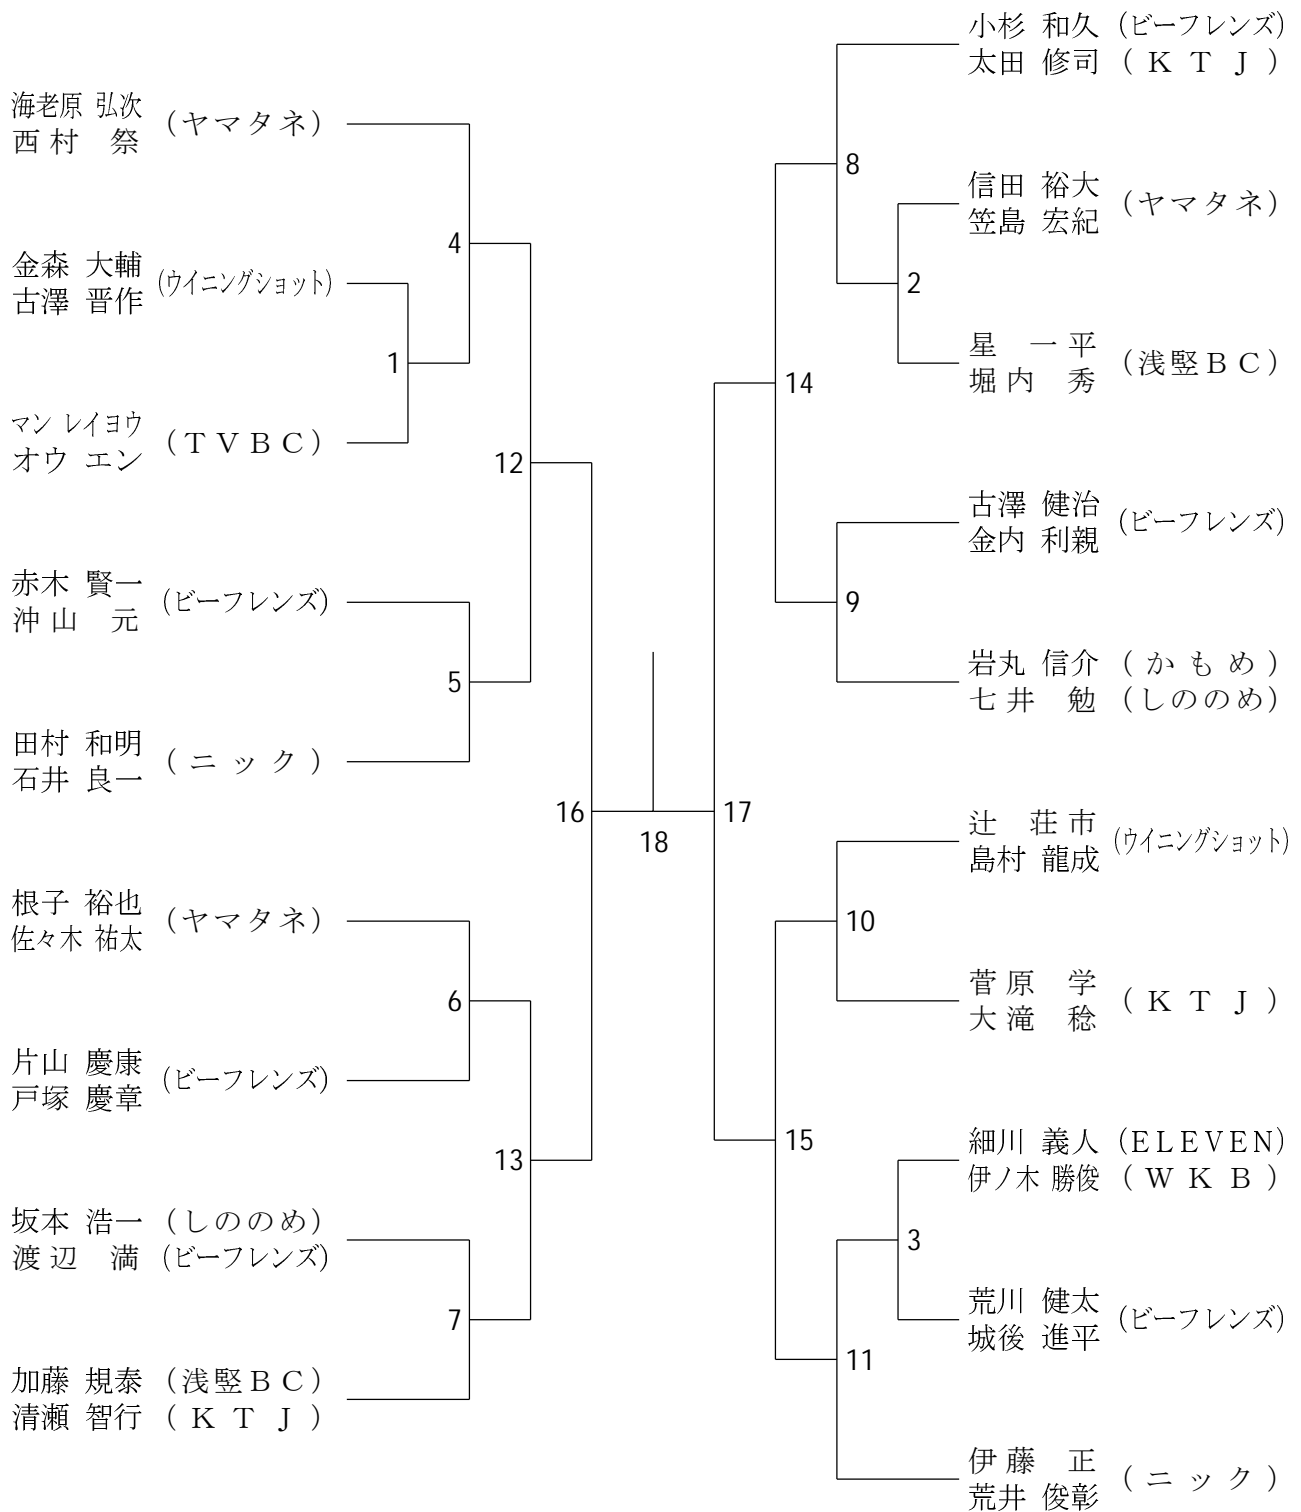 海老原 弘次 (ヤマタネ)
西村 祭
4
金森 大輔 (ウイニングショット)
古澤 晋作
1
マン レイヨウ (TVBC)
オウ エン
12
赤木 賢一 (ビーフレンズ)
沖山 元
5
田村 和明 (ニック)
石井 良一
16
根子 裕也 (ヤマタネ)
佐々木 祐太
6
片山 慶康 (ビーフレンズ)
戸塚 慶章
13
坂本 浩一 (しののめ)
渡辺 満 (ビーフレンズ)
7
加藤 規泰 (浅竪BC)
清瀬 智行 (KTJ)
18
小杉 和久 (ビーフレンズ)
太田 修司 (KTJ)
8
信田 裕大 (ヤマタネ)
笠島 宏紀
2
星 一平 (浅竪BC)
堀内 秀
14
古澤 健治 (ビーフレンズ)
金内 利親
9
岩丸 信介 (かもめ)
七井 勉 (しののめ)
17
辻 荘市 (ウイニングショット)
島村 龍成
10
菅原 学 (KTJ)
大滝 稔
15
細川 義人 (ELEVEN)
伊ノ木 勝俊 (WKB)
3
荒川 健太 (ビーフレンズ)
城後 進平
11
伊藤 正 (ニック)
荒井 俊彰